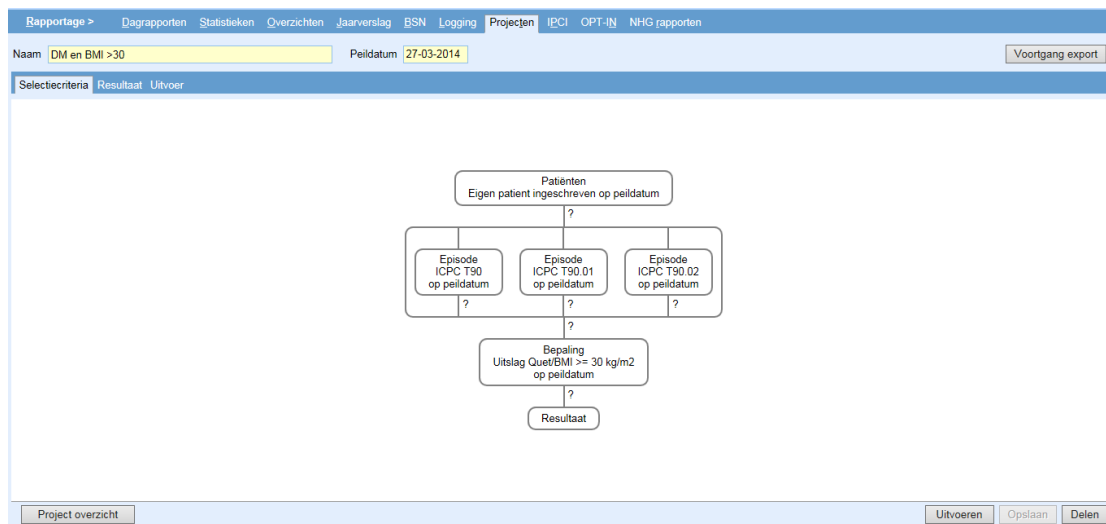 Rapportage > Dagrapporten Statistieken Overzichten Jaarverslag BSN Logging Projecten IPCI OPT-IN NHG rapporten
Naam DM en BMI >30 Peildatum 27-03-2014 Voortgang export
Selectiecriteria Resultaat Uitvoer
Patiënten
Eigen patient ingeschreven op peildatum
?
Episode Episode Episode
ICPC T90 ICPC T90.01 ICPC T90.02
op peildatum op peildatum op peildatum
? ? ?
?
Bepaling
Uitslag Quet/BMI >= 30 kg/m2
op peildatum
?
Resultaat
Project overzicht Uitvoeren Opslaan Delen